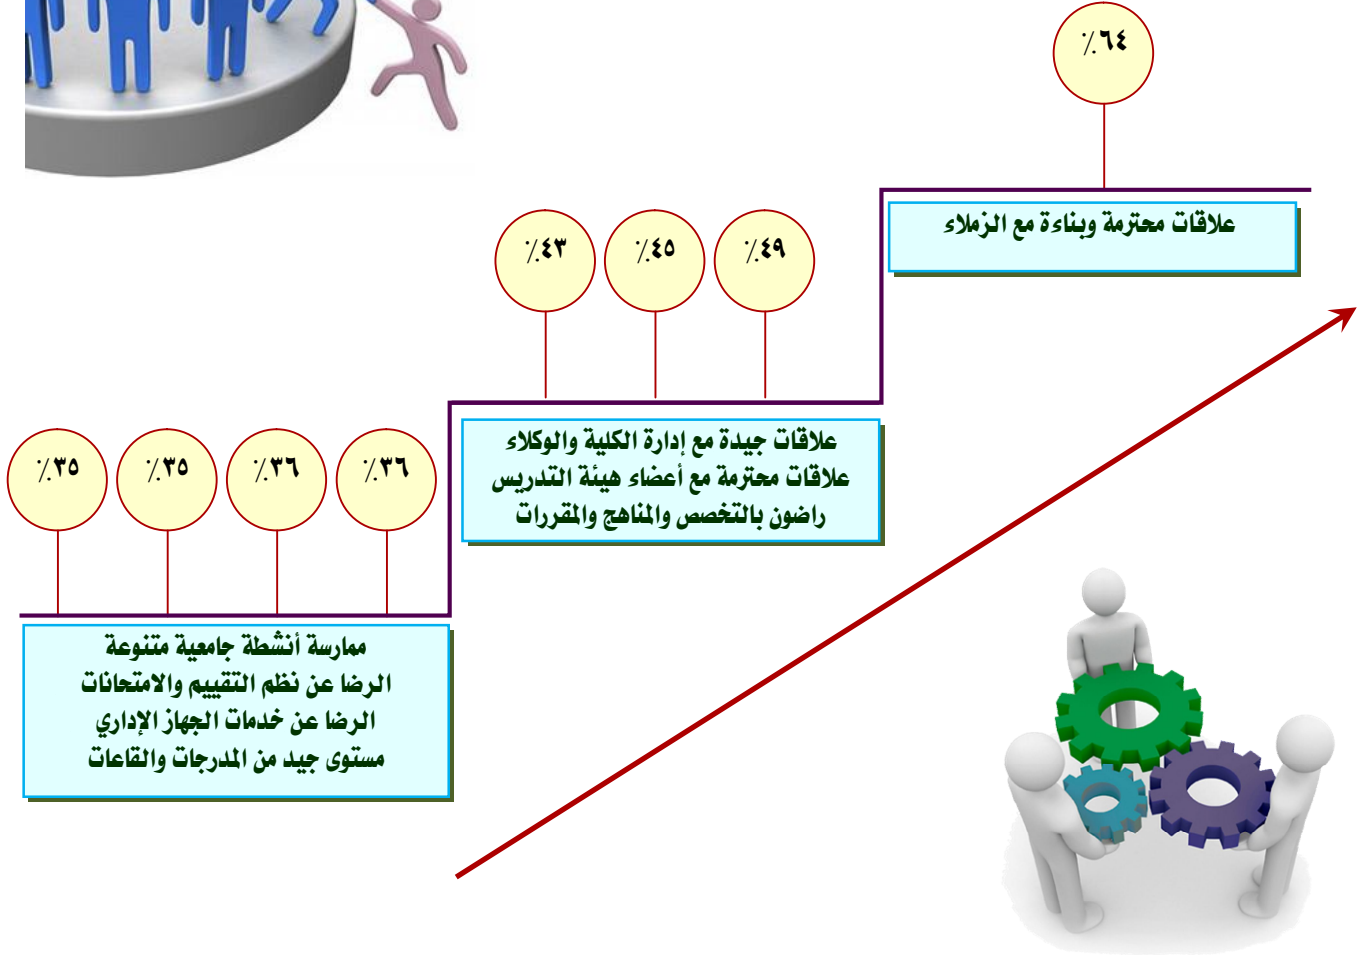 ٪٦٤
علاقات محترمة وبناءة مع الزملاء
٪٤٩
٪٤٥
٪٤٣
علاقات جيدة مع إدارة الكلية والوكلاء
علاقات محترمة مع أعضاء هيئة التدريس
راضون بالتخصص والمناهج والمقررات
٪٣٦
٪٣٦
٪٣٥
٪٣٥
ممارسة أنشطة جامعية متنوعة
الرضا عن نظم التقييم والامتحانات
الرضا عن خدمات الجهاز الإداري
مستوى جيد من المدرجات والقاعات